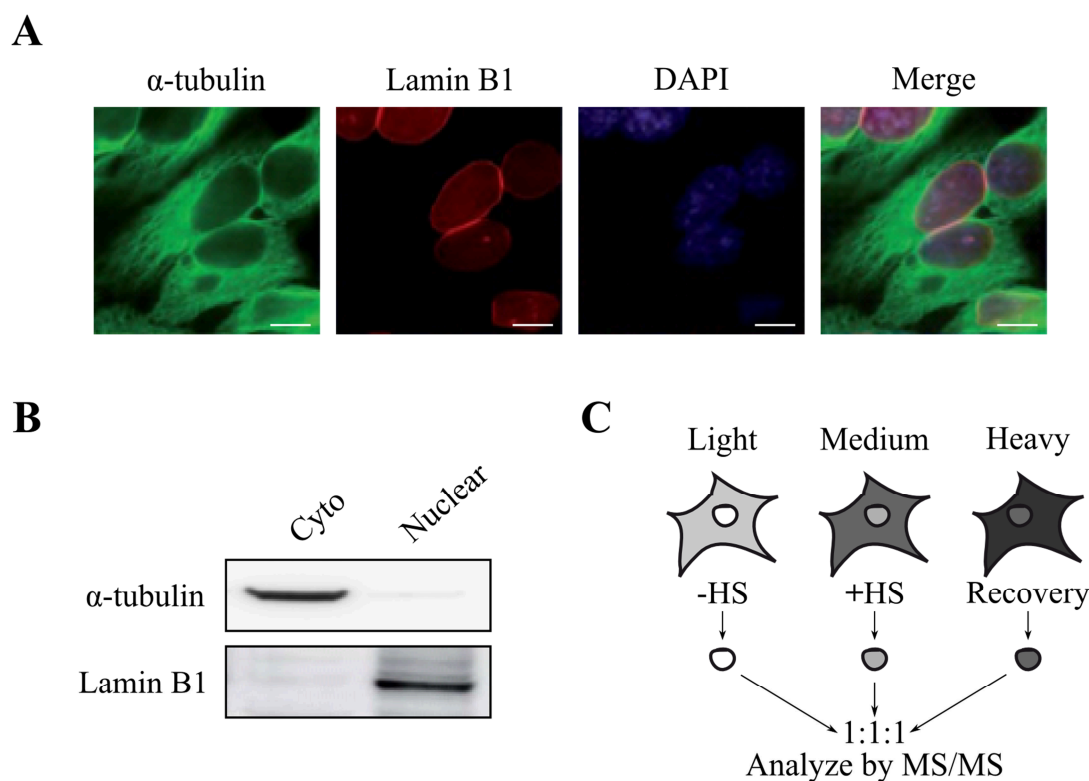 A
α-tubulin Lamin B1 DAPI Merge
B
Cyto Nuclear
α-tubulin
Lamin B1
C
Light Medium Heavy
-HS +HS Recovery
1:1:1
Analyze by MS/MS